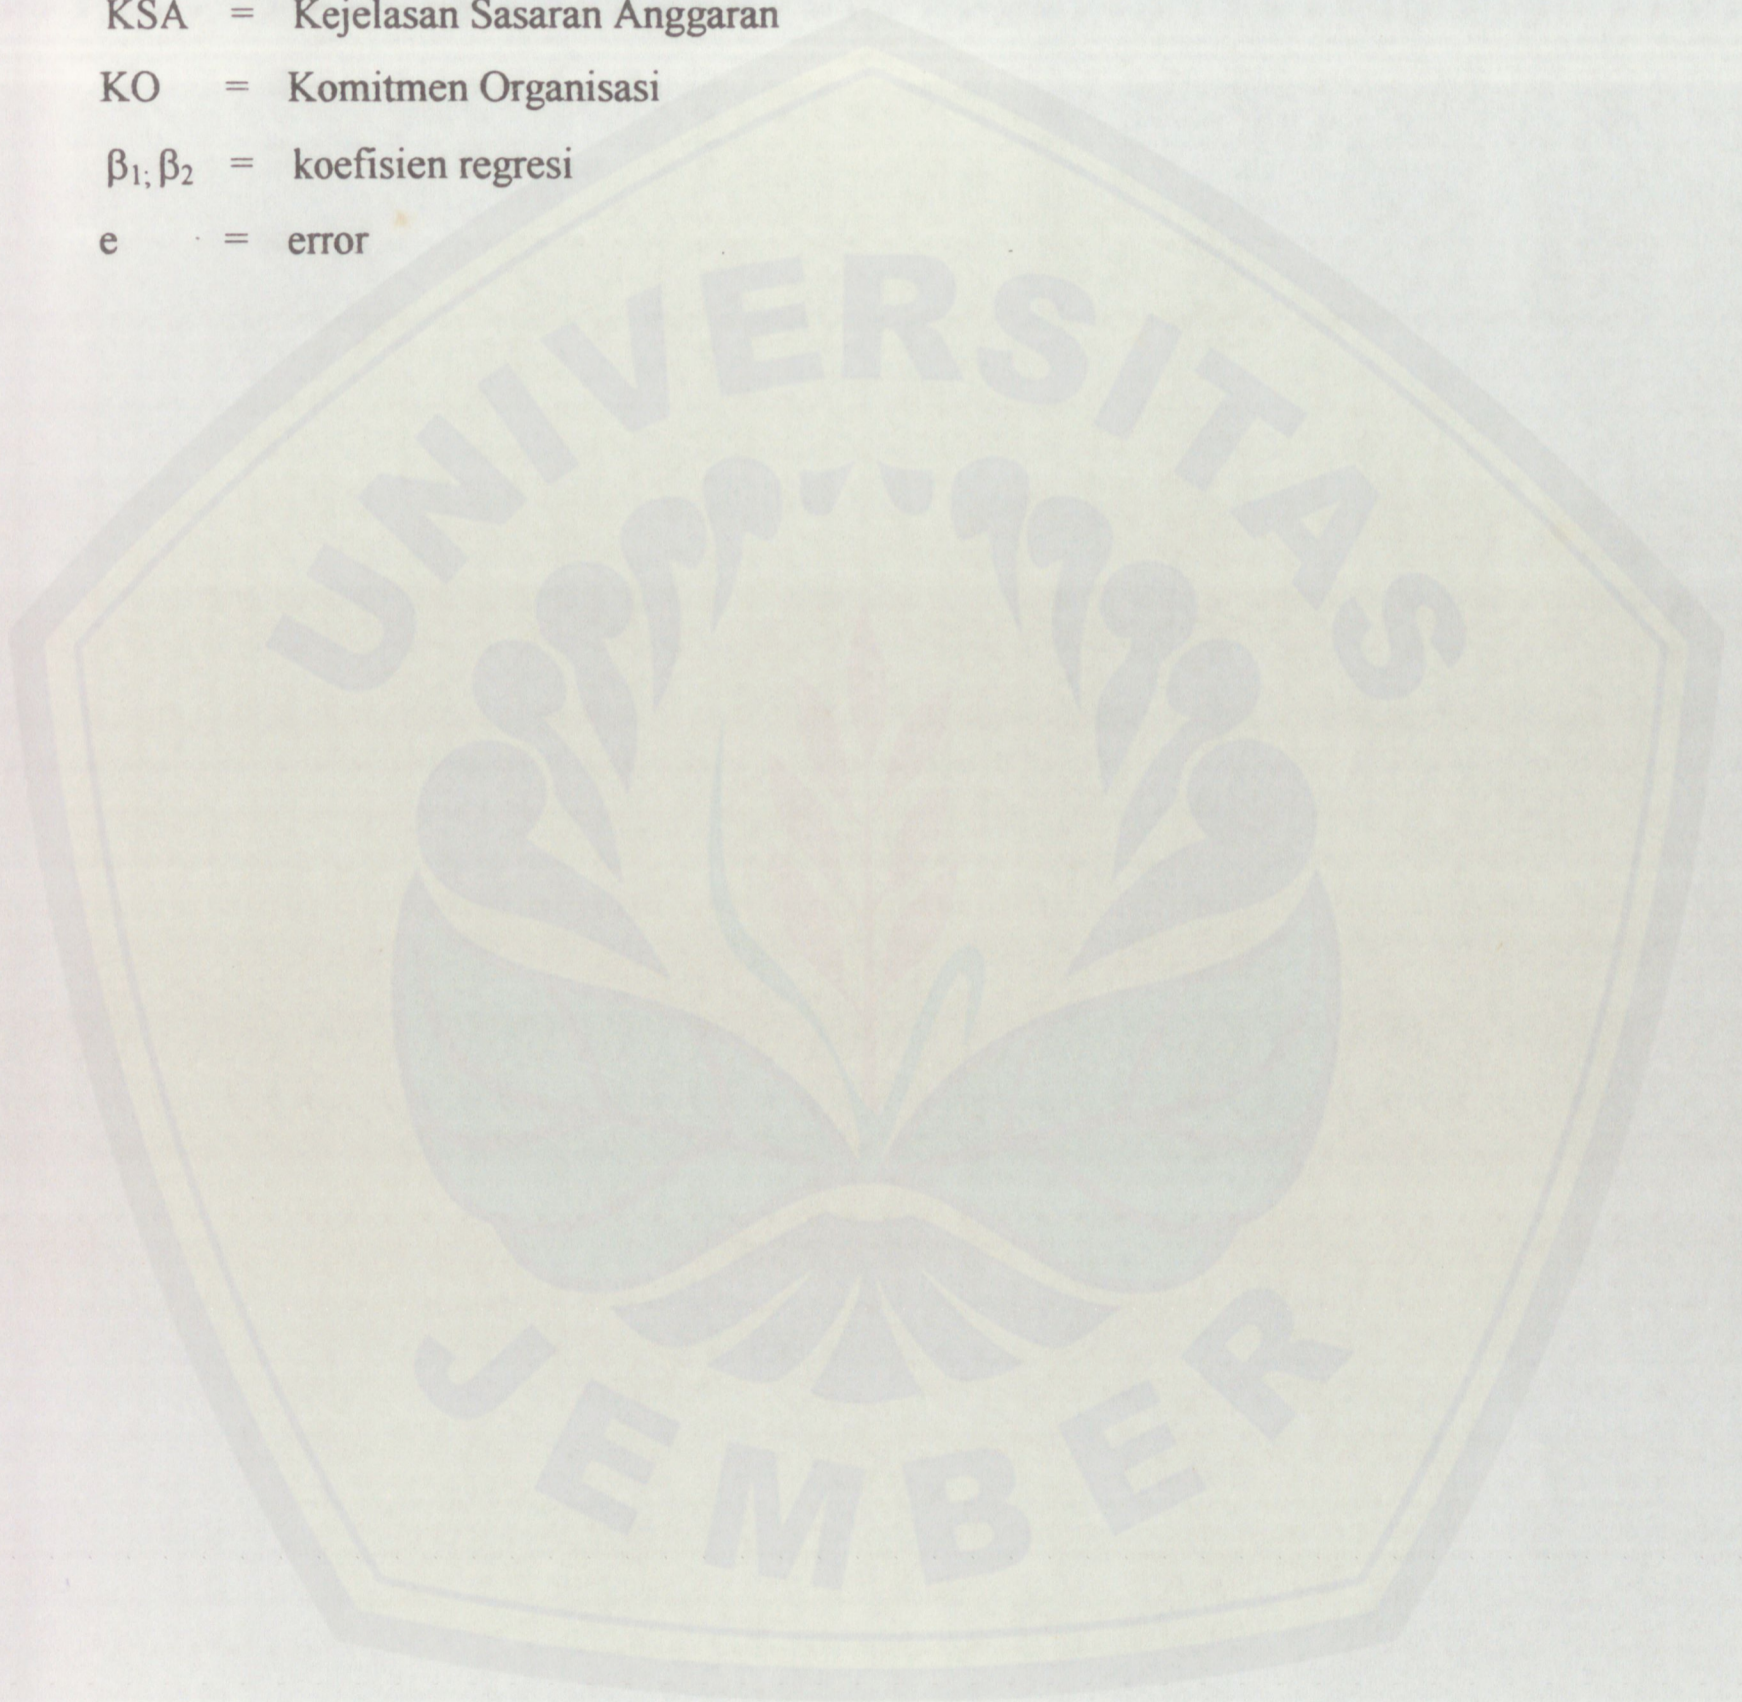 KSA = Kejelasan Sasaran Anggaran
KO = Komitmen Organisasi
β₁; β₂ = koefisien regresi
e = error
UNIVERSITAS
JEMBER